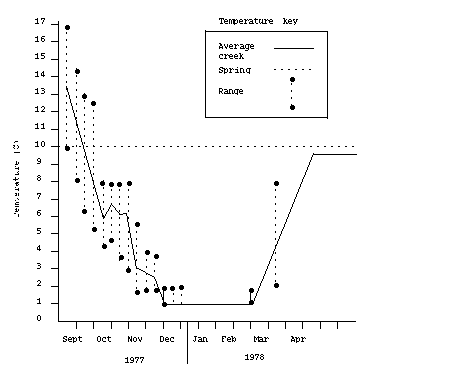 Temperature Key
Average
creek
Spring
Range
17
16
15
14
13
12
11
10
9
8
7
6
5
4
3
2
1
0
Temperature (C)
Sept Oct Nov Dec Jan Feb Mar Apr
1977 1978